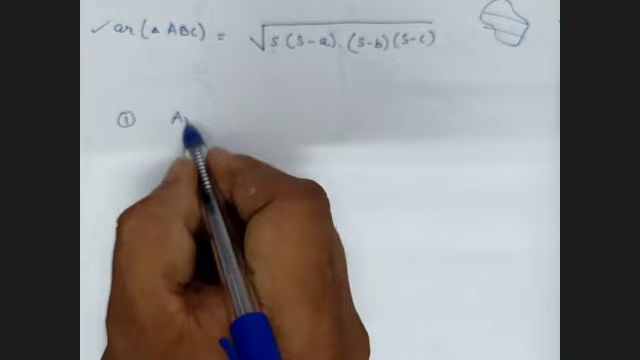 ✓ ar (△ ABC) = √s (s-a). (s-b) (s-c)
① A